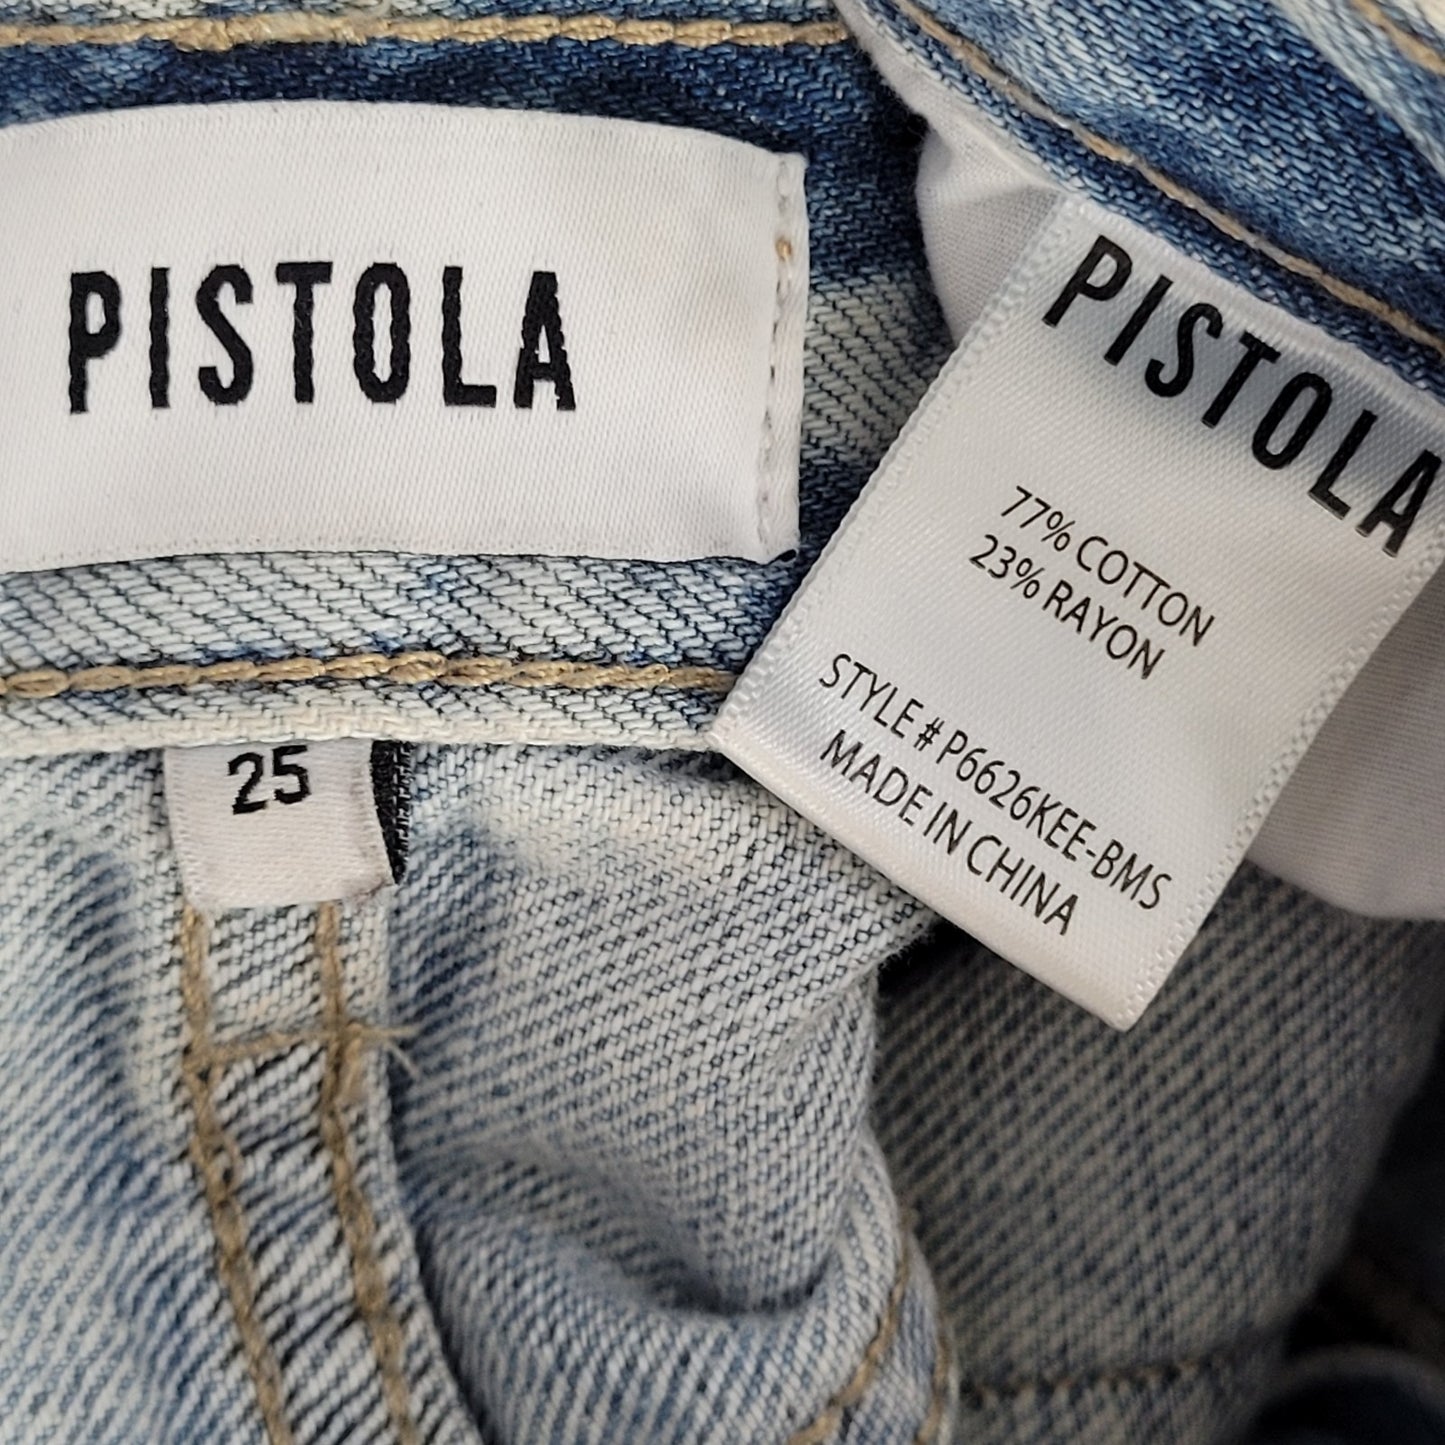 PISTOLA
25
PISTOLA
77% COTTON
23% RAYON
STYLE # P6626KEE-BMS
MADE IN CHINA